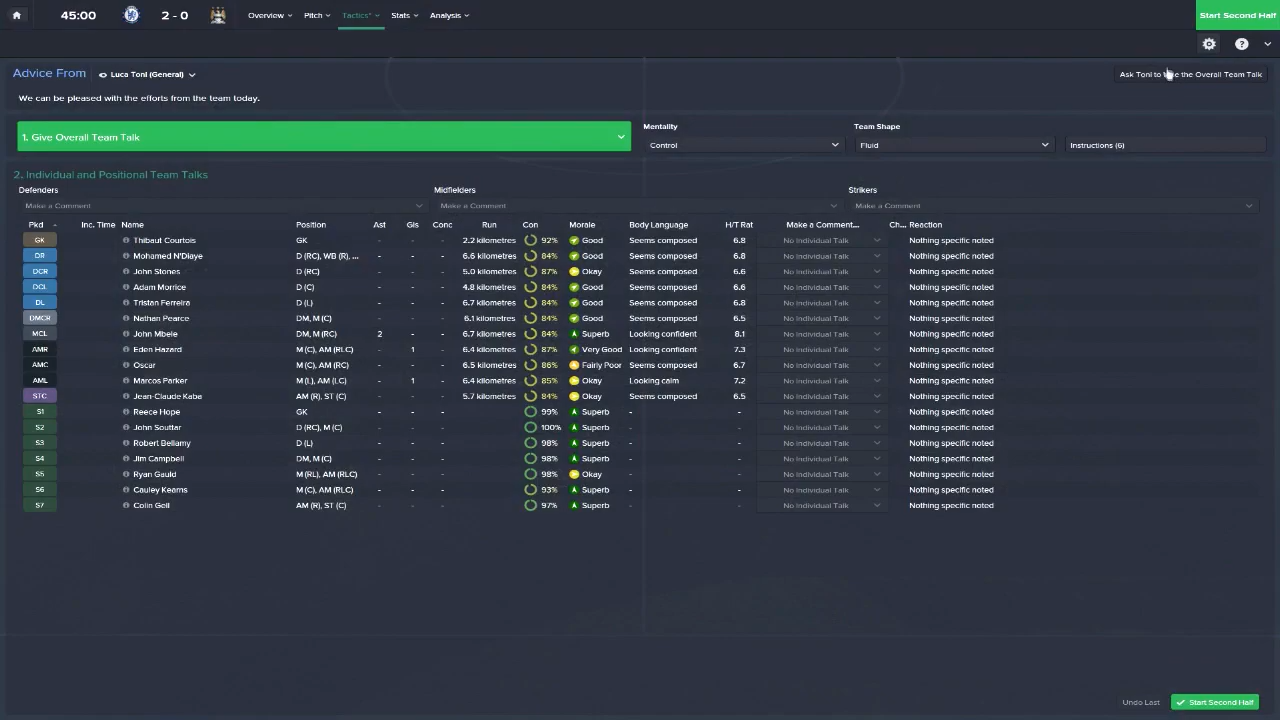 45:00 2 - 0 Overview Pitch Tactics* Stats Analysis Start Second Half
Advice From Luca Toni (General) Ask Toni to the Overall Team Talk
We can be pleased with the efforts from the team today.
Mentality Team Shape
1. Give Overall Team Talk Control Fluid Instructions (6)
2. Individual and Positional Team Talks
Defenders Midfielders Strikers
Make a Comment Make a Comment Make a Comment
Pkd Inc. Time Name Position Ast Gls Conc Run Con Morale Body Language H/T Rat Make a Comment... Ch... Reaction
GK Thibaut Courtois GK - - - 2.2 kilometres 92% Good Seems composed 6.8 No Individual Talk Nothing specific noted
DR Mohamed N'Diaye D (RC), WB (R), ... - - - 6.6 kilometres 84% Good Seems composed 6.8 No Individual Talk Nothing specific noted
DCR John Stones D (RC) - - - 5.0 kilometres 87% Okay Seems composed 6.6 No Individual Talk Nothing specific noted
DCL Adam Morrice D (C) - - - 4.8 kilometres 84% Good Seems composed 6.6 No Individual Talk Nothing specific noted
DL Tristan Ferreira D (L) - - - 6.7 kilometres 84% Good Seems composed 6.8 No Individual Talk Nothing specific noted
DMCR Nathan Pearce DM, M (RC) - - - 6.1 kilometres 84% Good Seems composed 6.5 No Individual Talk Nothing specific noted
MCL John Mbele DM, M (RC) 2 - - 6.7 kilometres 84% Superb Looking confident 8.1 No Individual Talk Nothing specific noted
AMR Eden Hazard M (C), AM (RLC) - 1 - 6.4 kilometres 87% Very Good Looking confident 7.3 No Individual Talk Nothing specific noted
AMC Oscar M (C), AM (RC) - - - 6.5 kilometres 86% Fairly Poor Seems composed 6.7 No Individual Talk Nothing specific noted
AML Marcos Parker M (L), AM (LC) - 1 - 6.4 kilometres 85% Okay Looking calm 7.2 No Individual Talk Nothing specific noted
STC Jean-Claude Kaba AM (R), ST (C) - - - 5.7 kilometres 84% Okay Seems composed 6.5 No Individual Talk Nothing specific noted
S1 Reece Hope GK - - - 99% Superb - - No Individual Talk Nothing specific noted
S2 John Souttar D (RC), M (C) - - - 100% Superb - - No Individual Talk Nothing specific noted
S3 Robert Bellamy D (L) - - - 98% Superb - - No Individual Talk Nothing specific noted
S4 Jim Campbell DM, M (C) - - - 98% Superb - - No Individual Talk Nothing specific noted
S5 Ryan Gauld M (RL), AM (RLC) - - - 98% Okay - - No Individual Talk Nothing specific noted
S6 Cauley Kearns M (C), AM (RLC) - - - 93% Superb - - No Individual Talk Nothing specific noted
S7 Colin Gell AM (R), ST (C) - - - 97% Superb - - No Individual Talk Nothing specific noted
Undo Last Start Second Half